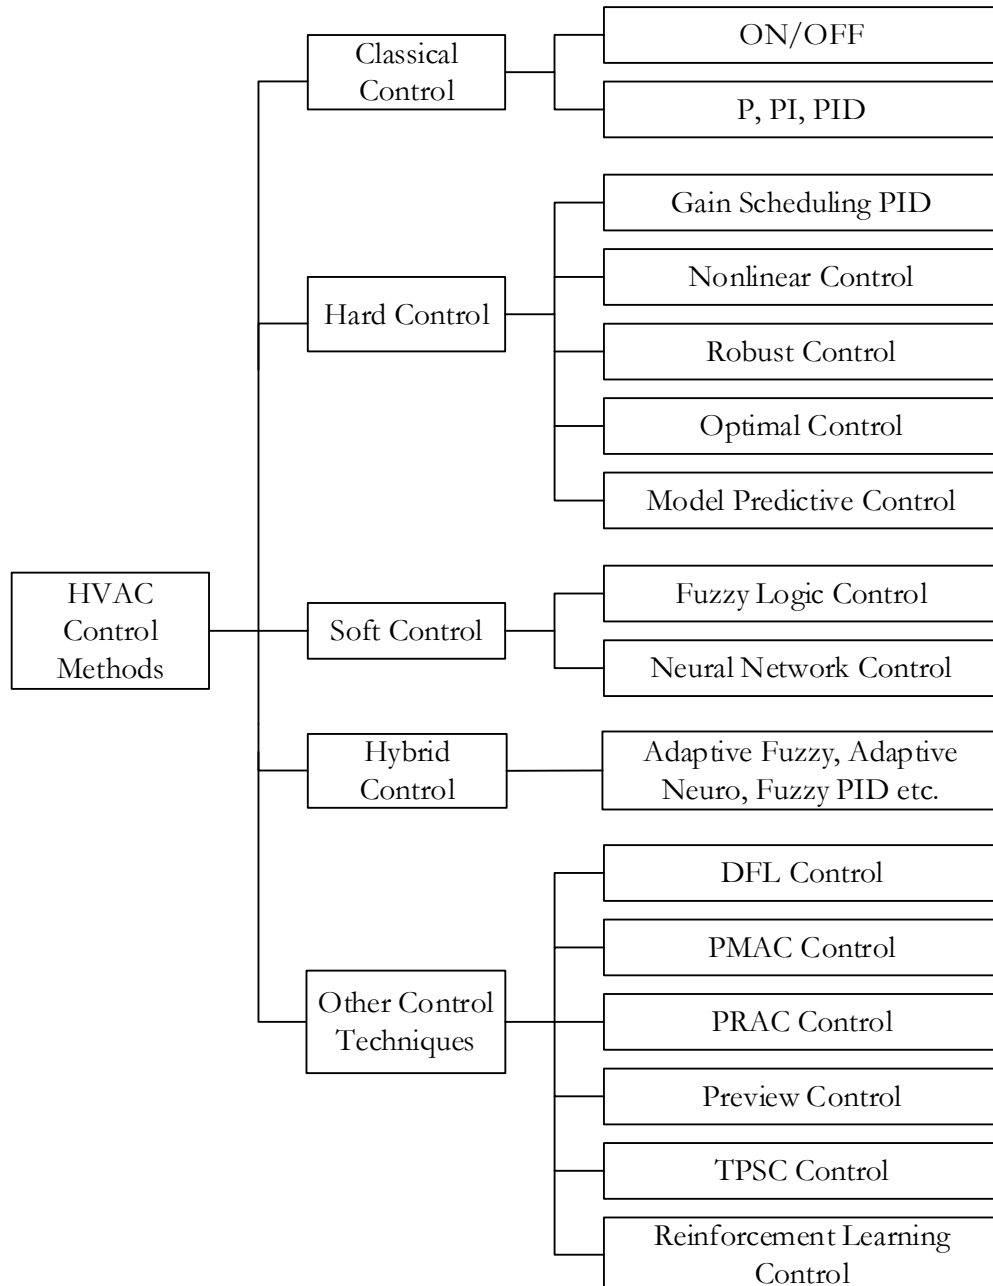 HVAC
Control
Methods
Classical
Control
ON/OFF
P, PI, PID
Hard Control
Gain Scheduling PID
Nonlinear Control
Robust Control
Optimal Control
Model Predictive Control
Soft Control
Fuzzy Logic Control
Neural Network Control
Hybrid
Control
Adaptive Fuzzy, Adaptive
Neuro, Fuzzy PID etc.
Other Control
Techniques
DFL Control
PMAC Control
PRAC Control
Preview Control
TPSC Control
Reinforcement Learning
Control